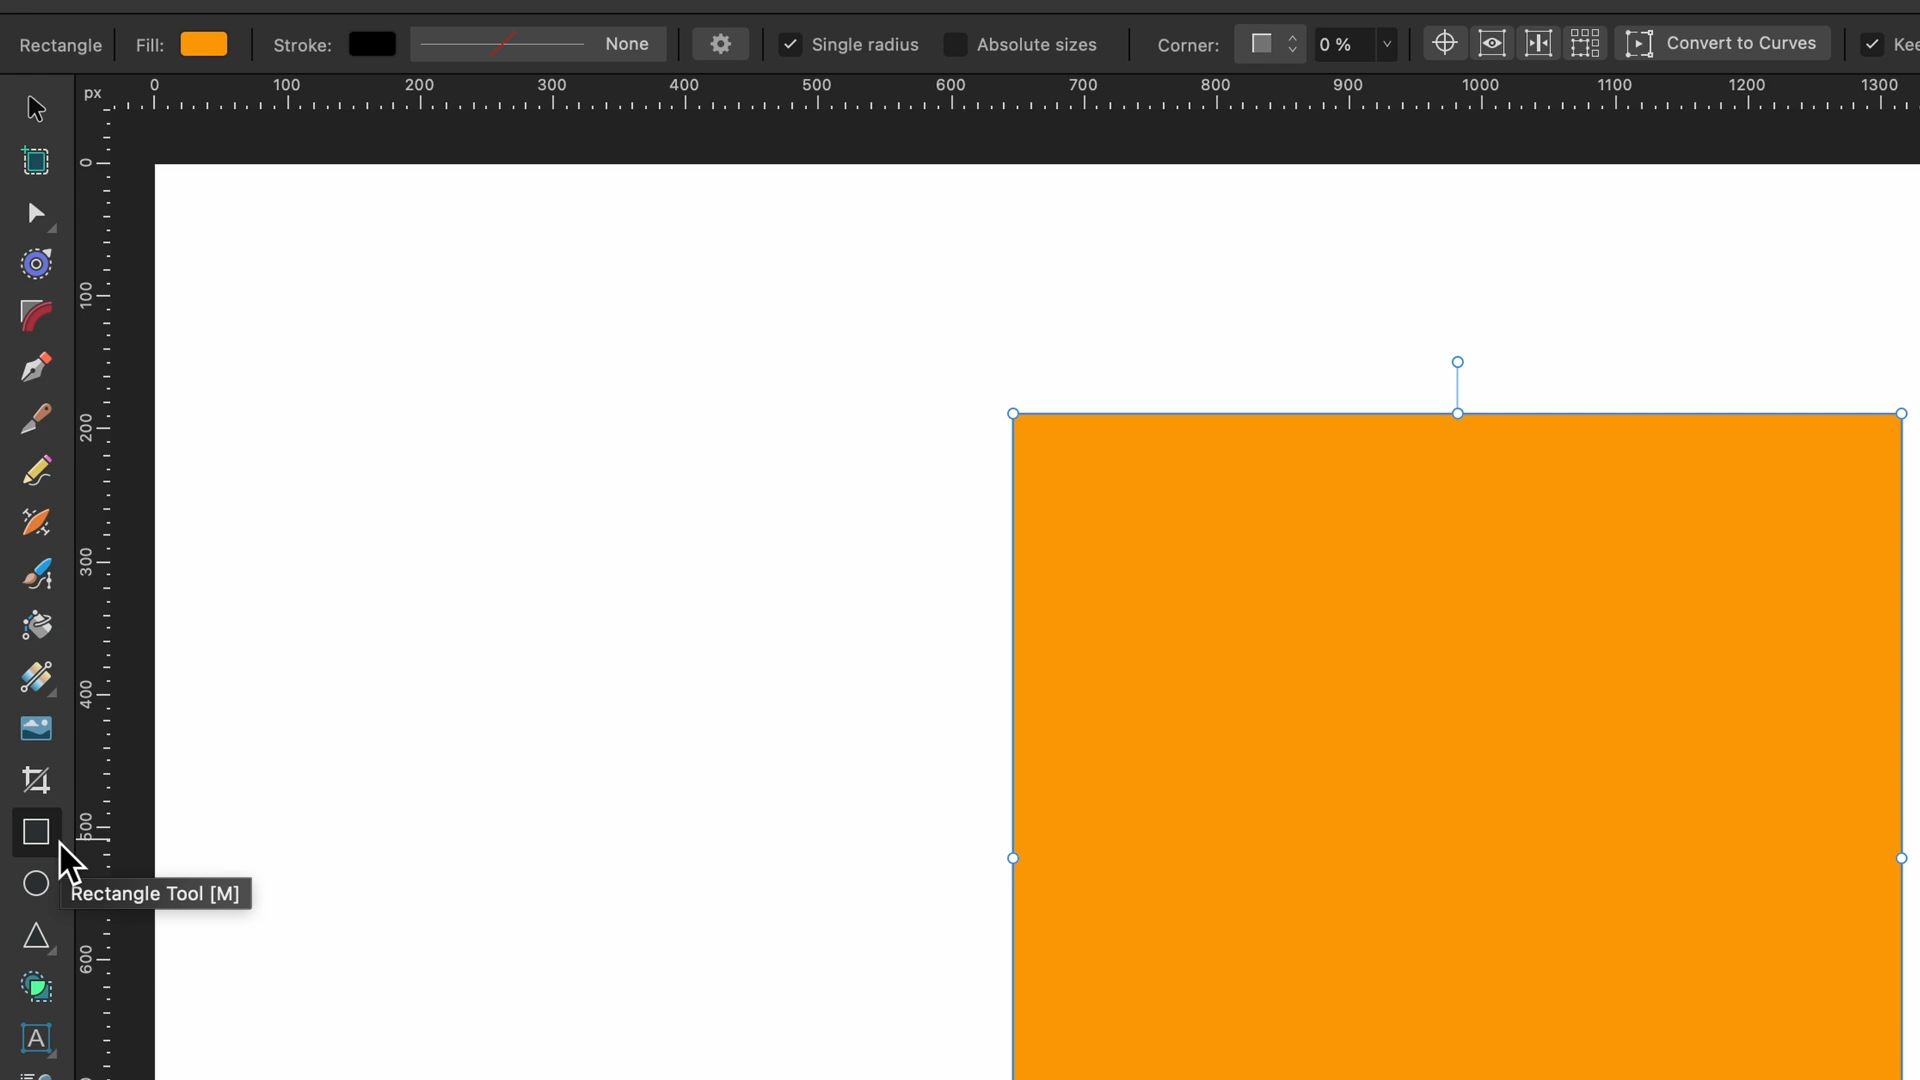 Rectangle Fill: Stroke: None Single radius Absolute sizes Corner: 0 % Convert to Curves Kee
px 0 100 200 300 400 500 600 700 800 900 1000 1100 1200 1300
0
100
200
300
400
500
Rectangle Tool [M]
600
A